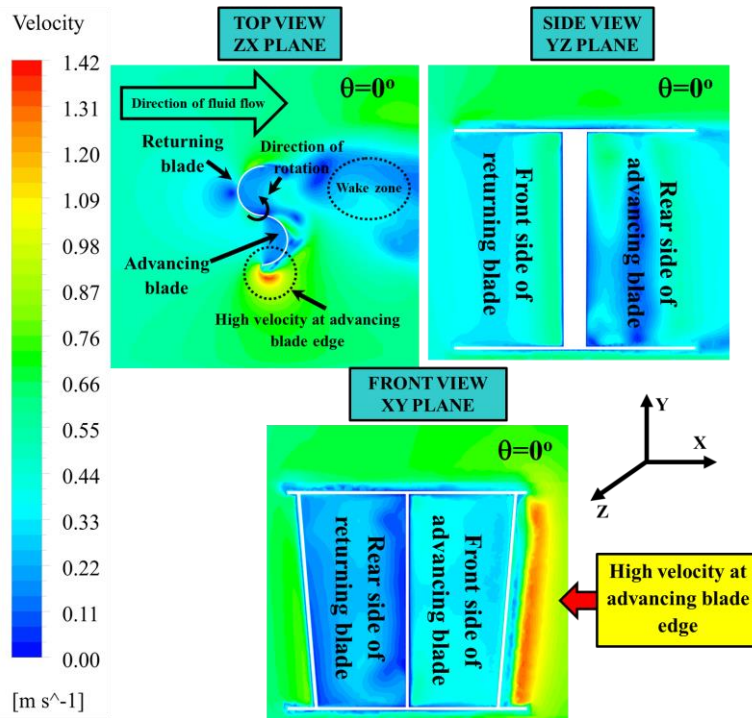 Velocity
1.42
1.31
1.20
1.09
0.98
0.87
0.76
0.66
0.55
0.44
0.33
0.22
0.11
0.00
[m s^-1]
TOP VIEW
ZX PLANE
θ=0°
Direction of fluid flow
Returning
blade
Direction of
rotation
Wake zone
Advancing
blade
High velocity at advancing
blade edge
SIDE VIEW
YZ PLANE
θ=0°
Front side of
returning blade
Rear side of
advancing blade
FRONT VIEW
XY PLANE
θ=0°
Rear side of
returning blade
Front side of
advancing blade
Y
X
Z
High velocity at
advancing blade
edge